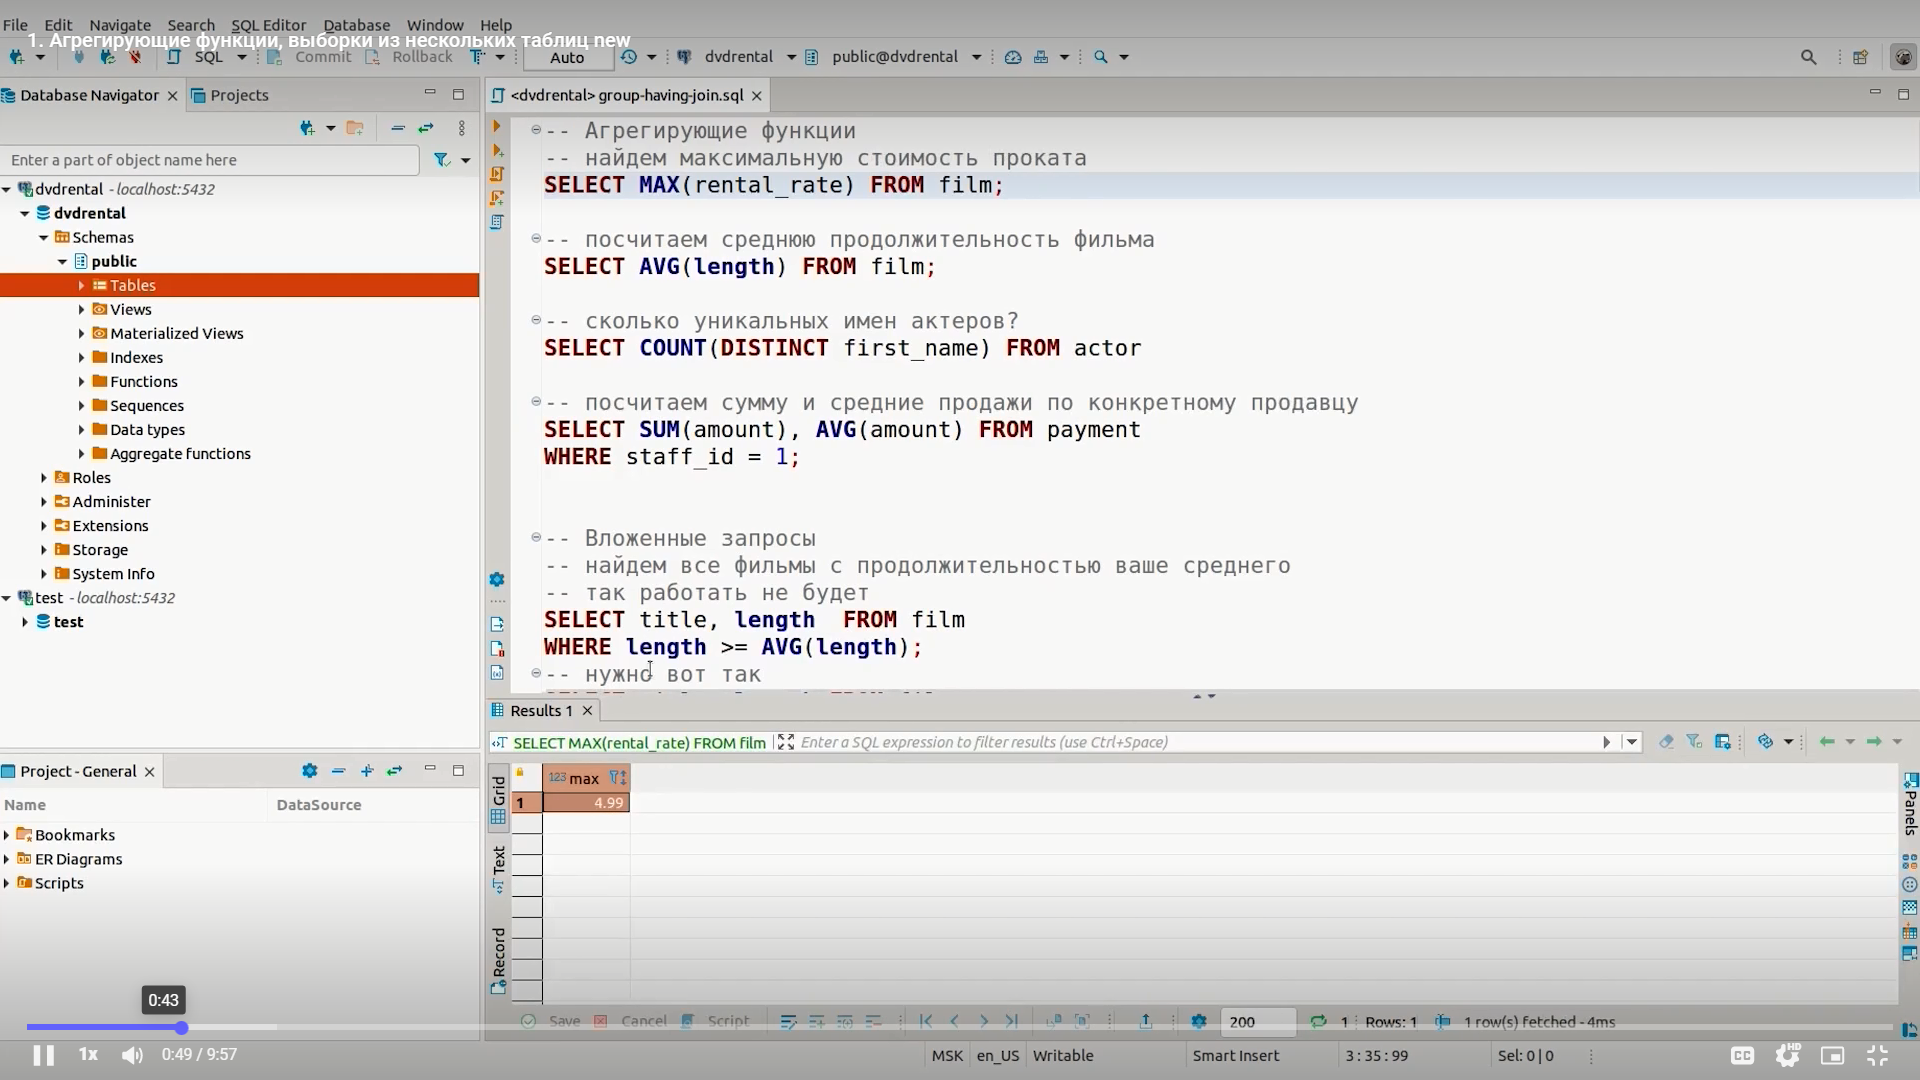 File Edit Navigate Search SQL Editor Database Window Help
1. Агрегирующие функции, выборки из нескольких таблиц new
SQL Commit Rollback Auto dvdrental public@dvdrental
Database Navigator Projects
Enter a part of object name here
dvdrental - localhost:5432
dvdrental
Schemas
public
Tables
Views
Materialized Views
Indexes
Functions
Sequences
Data types
Aggregate functions
Roles
Administer
Extensions
Storage
System Info
test - localhost:5432
test
Project - General
Name DataSource
Bookmarks
ER Diagrams
Scripts
<dvdrental> group-having-join.sql
-- Агрегирующие функции
-- найдем максимальную стоимость проката
SELECT MAX(rental_rate) FROM film;
-- посчитаем среднюю продолжительность фильма
SELECT AVG(length) FROM film;
-- сколько уникальных имен актеров?
SELECT COUNT(DISTINCT first_name) FROM actor
-- посчитаем сумму и средние продажи по конкретному продавцу
SELECT SUM(amount), AVG(amount) FROM payment
WHERE staff_id = 1;
-- Вложенные запросы
-- найдем все фильмы с продолжительностью ваше среднего
-- так работать не будет
SELECT title, length FROM film
WHERE length >= AVG(length);
-- нужно вот так
Results 1
SELECT MAX(rental_rate) FROM film Enter a SQL expression to filter results (use Ctrl+Space)
Grid
Text
Record
123 max
1 4.99
Panels
Save Cancel Script 200 1 Rows: 1 1 row(s) fetched - 4ms
MSK en_US Writable Smart Insert 3 : 35 : 99 Sel: 0 | 0
0:43
1x 0:49 / 9:57
CC HD